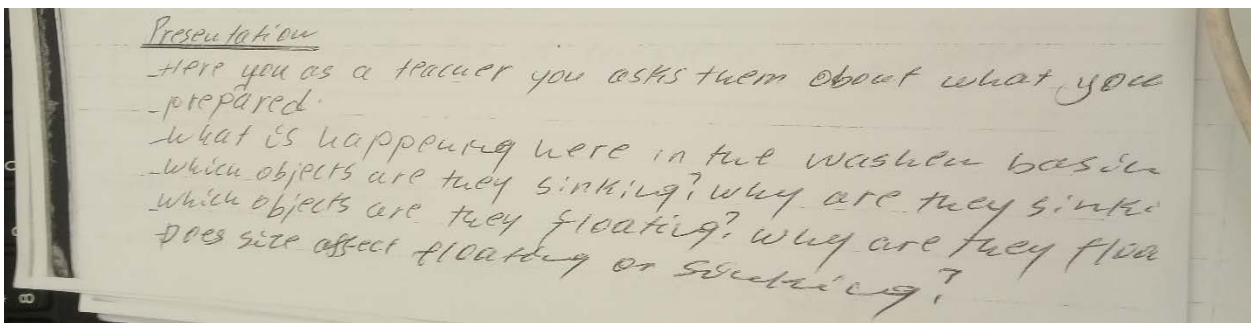 Presentation
-Here you as a teacher you asks them about what you
-prepared.
-what is happening here in the washen basin
-which objects are they sinking? why are they sinki
-which objects are they floating? why are they floa
Does size affect floating or sinking?